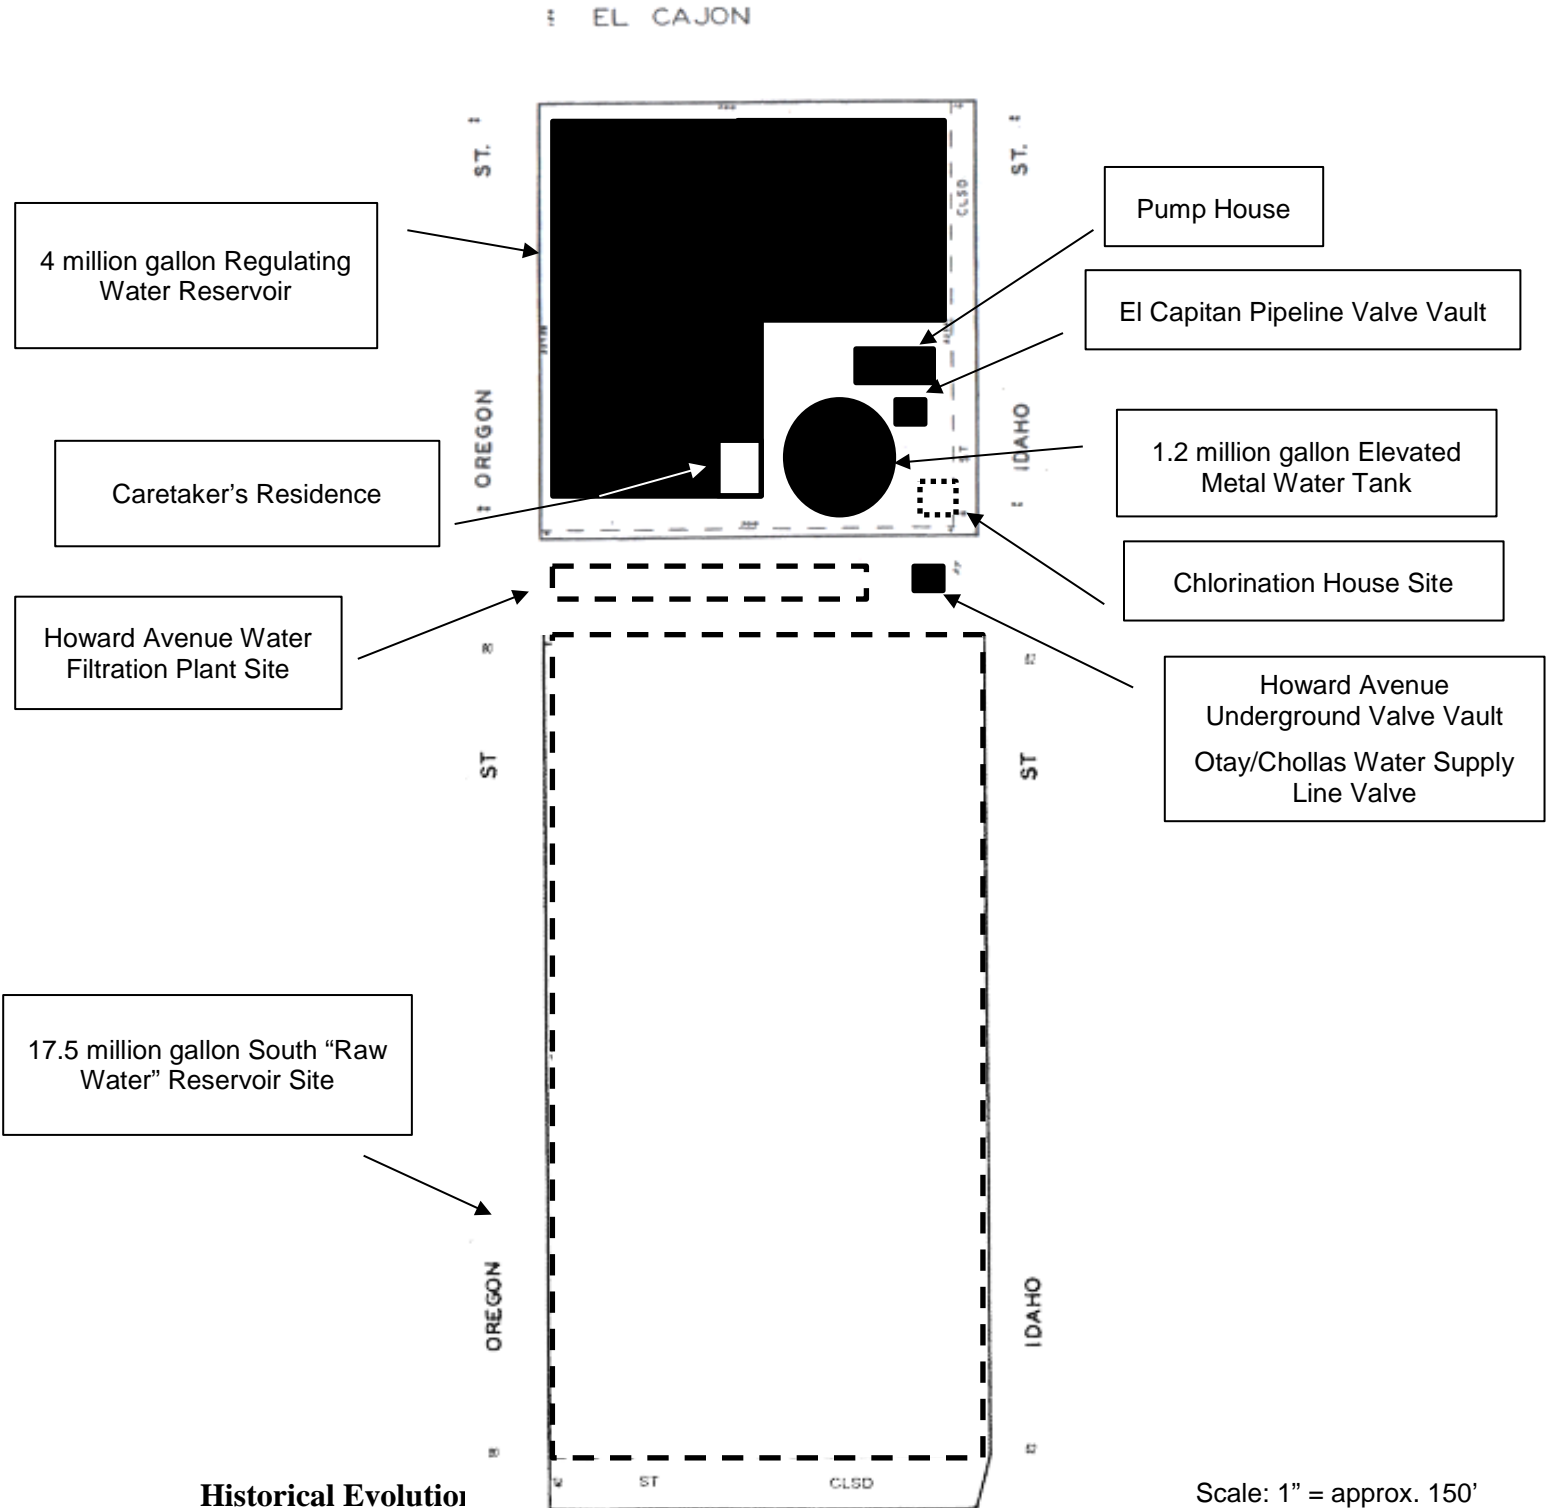 EL CAJON
ST.
ST.
CLSD
Pump House
4 million gallon Regulating
Water Reservoir
El Capitan Pipeline Valve Vault
OREGON
IDAHO
ST
1.2 million gallon Elevated
Metal Water Tank
Caretaker's Residence
Chlorination House Site
Howard Avenue Water
Filtration Plant Site
Howard Avenue
Underground Valve Vault
Otay/Chollas Water Supply
Line Valve
ST
ST
17.5 million gallon South “Raw
Water” Reservoir Site
OREGON
IDAHO
ST
CLSD
Historical Evolution
Scale: 1” = approx. 150’